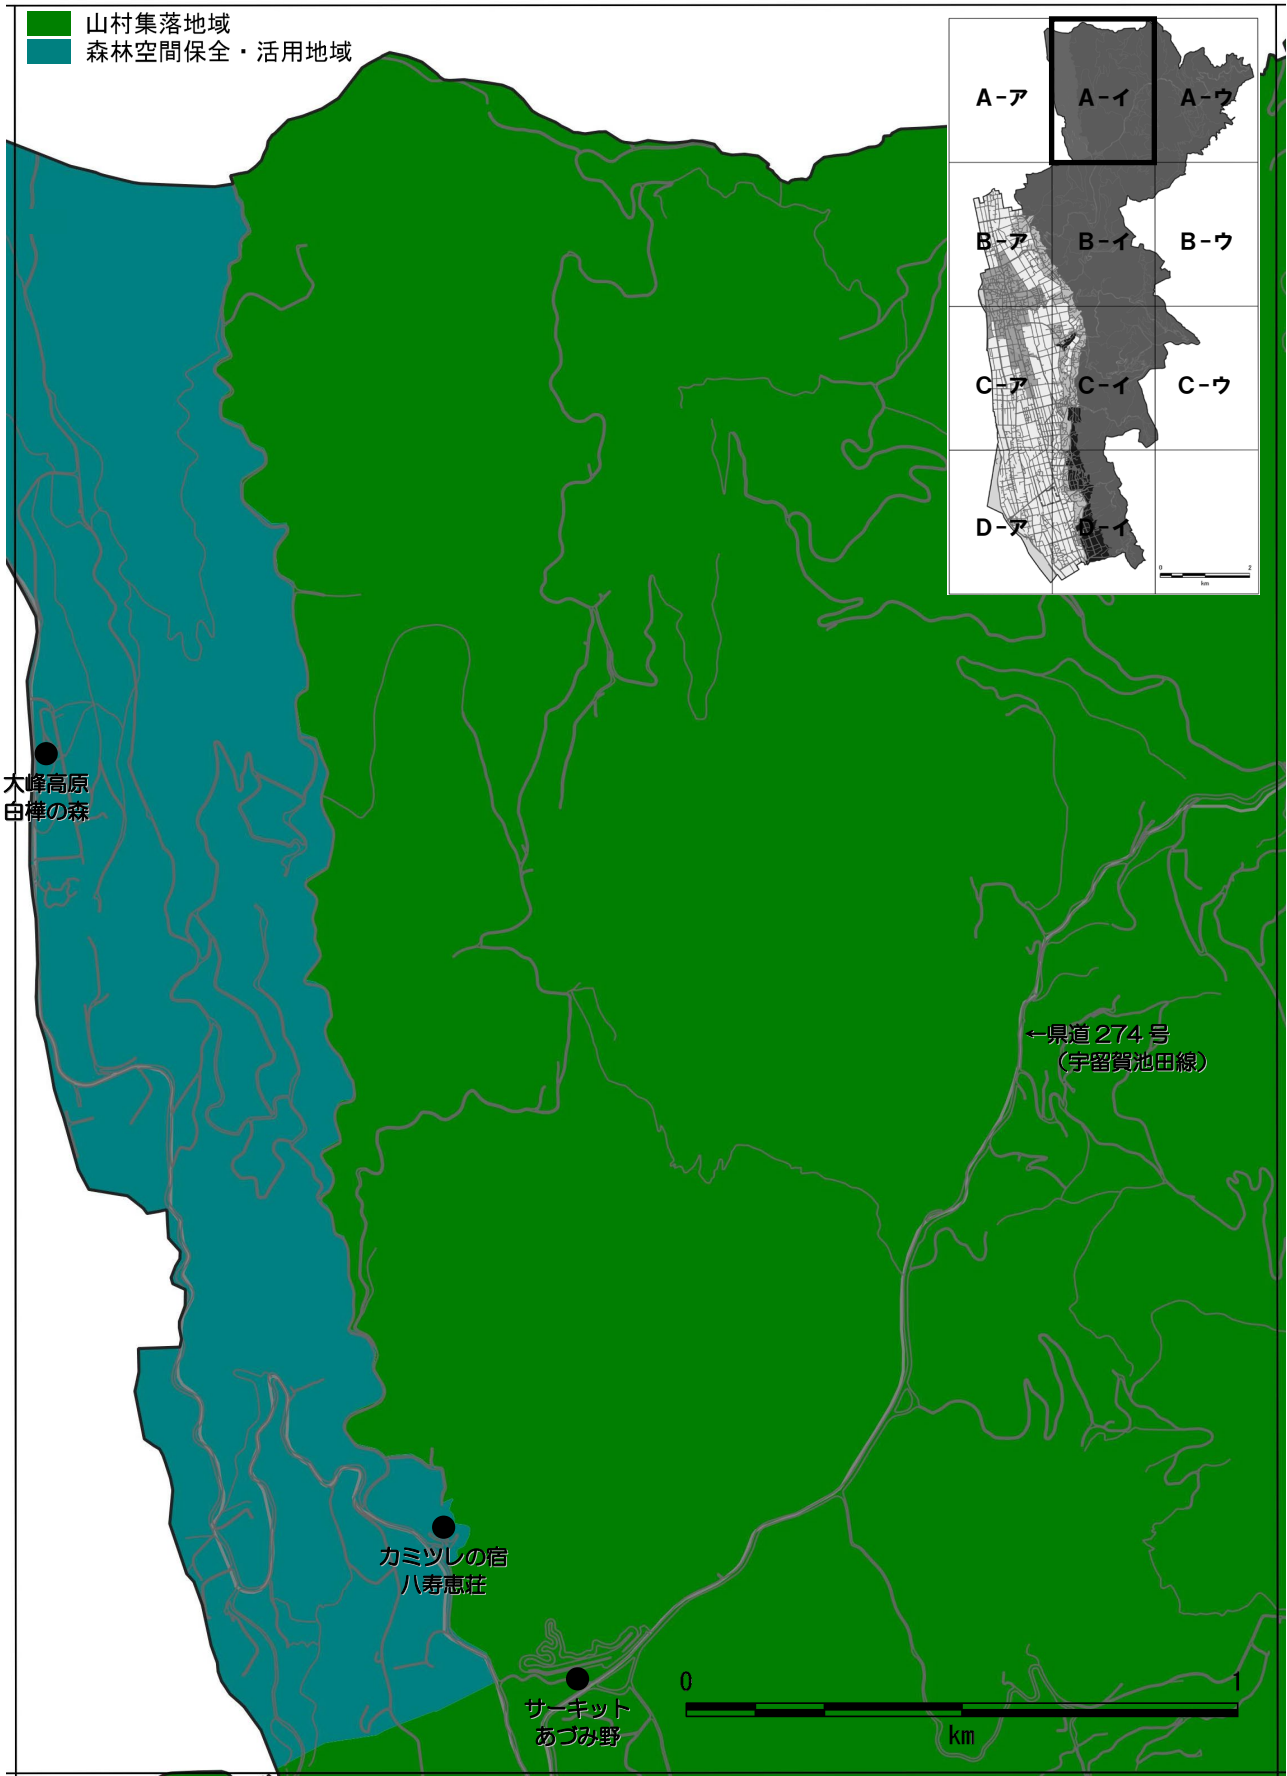 山村集落地域
森林空間保全・活用地域
A-ア
A-イ
A-ウ
B-ア
B-イ
B-ウ
C-ア
C-イ
C-ウ
D-ア
D-イ
0
2
km
大峰高原
白樺の森
←県道274号
（宇留賀池田線）
カミツレの宿
八寿恵荘
サーキット
あづみ野
0
1
km